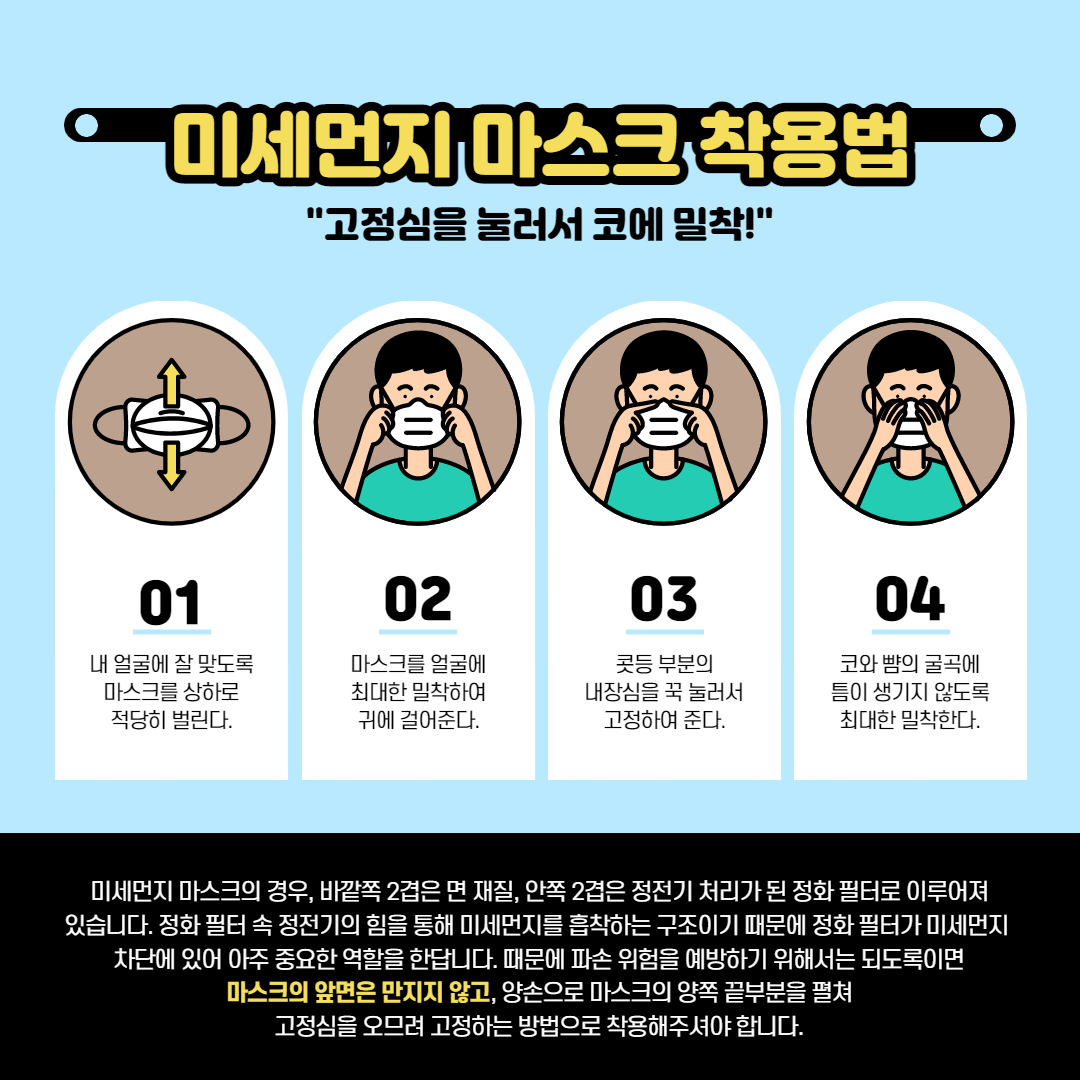 미세먼지 마스크 착용법
"고정심을 눌러서 코에 밀착!"
01
내 얼굴에 잘 맞도록
마스크를 상하로
적당히 벌린다.
02
마스크를 얼굴에
최대한 밀착하여
귀에 걸어준다.
03
콧등 부분의
내장심을 꾹 눌러서
고정하여 준다.
04
코와 뺨의 굴곡에
틈이 생기지 않도록
최대한 밀착한다.
미세먼지 마스크의 경우, 바깥쪽 2겹은 면 재질, 안쪽 2겹은 정전기 처리가 된 정화 필터로 이루어져
있습니다. 정화 필터 속 정전기의 힘을 통해 미세먼지를 흡착하는 구조이기 때문에 정화 필터가 미세먼지
차단에 있어 아주 중요한 역할을 한답니다. 때문에 파손 위험을 예방하기 위해서는 되도록이면
마스크의 앞면은 만지지 않고, 양손으로 마스크의 양쪽 끝부분을 펼쳐
고정심을 오므려 고정하는 방법으로 착용해주셔야 합니다.